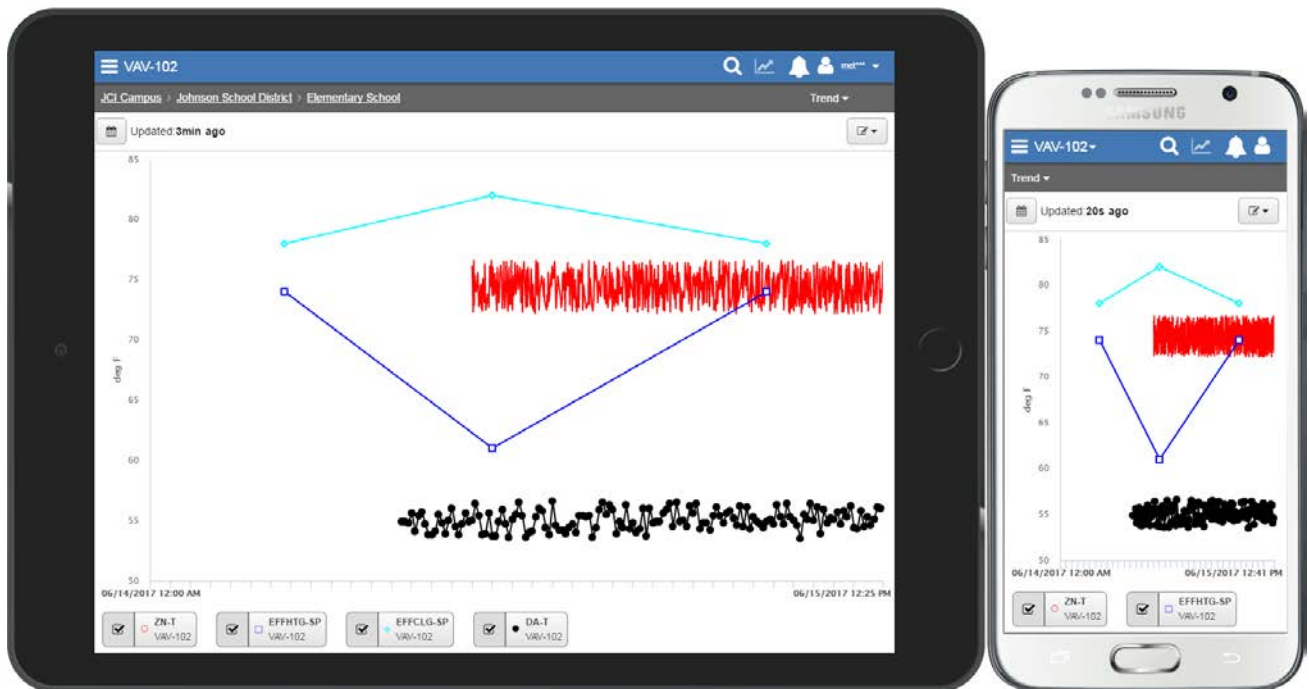 VAV-102
met***
JCI Campus > Johnson School District > Elementary School
Trend
Updated:3min ago
85
80
75
70
65
60
55
50
deg F
06/14/2017 12:00 AM
06/15/2017 12:25 PM
ZN-T
VAV-102
EFFHTG-SP
VAV-102
EFFCLG-SP
VAV-102
DA-T
VAV-102
SAMSUNG
VAV-102
Trend
Updated:20s ago
85
80
75
70
65
60
55
50
deg F
06/14/2017 12:00 AM
06/15/2017 12:41 PM
ZN-T
VAV-102
EFFHTG-SP
VAV-102